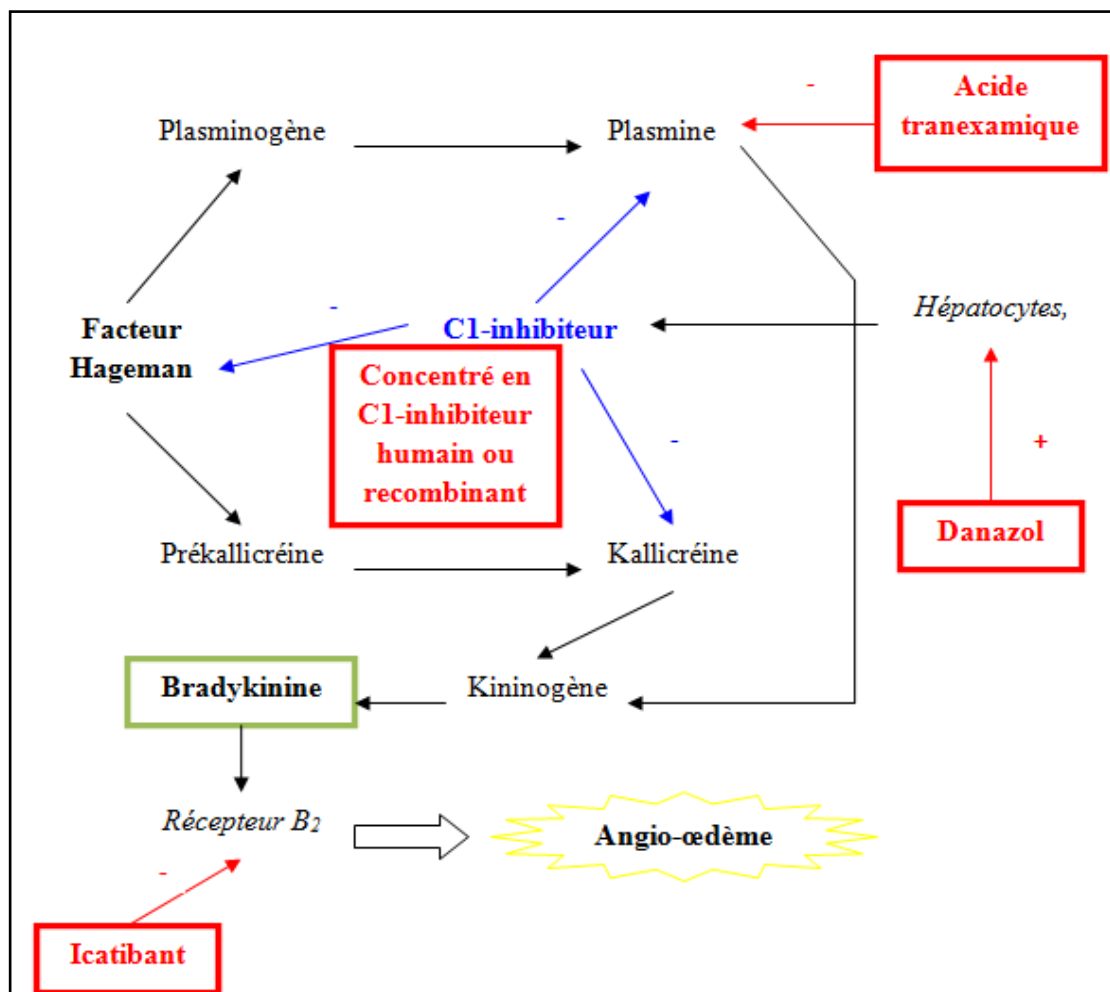 -
Acide
tranexamique
Plasminogène
Plasmine
-
Hépatocytes,
-
Facteur
Hageman
C1-inhibiteur
Concentré en
C1-inhibiteur
humain ou
recombinant
-
+
Danazol
Prékallicréine
Kallicréine
Bradykinine
Kininogène
Récepteur B₂
Angio-œdème
-
Icatibant